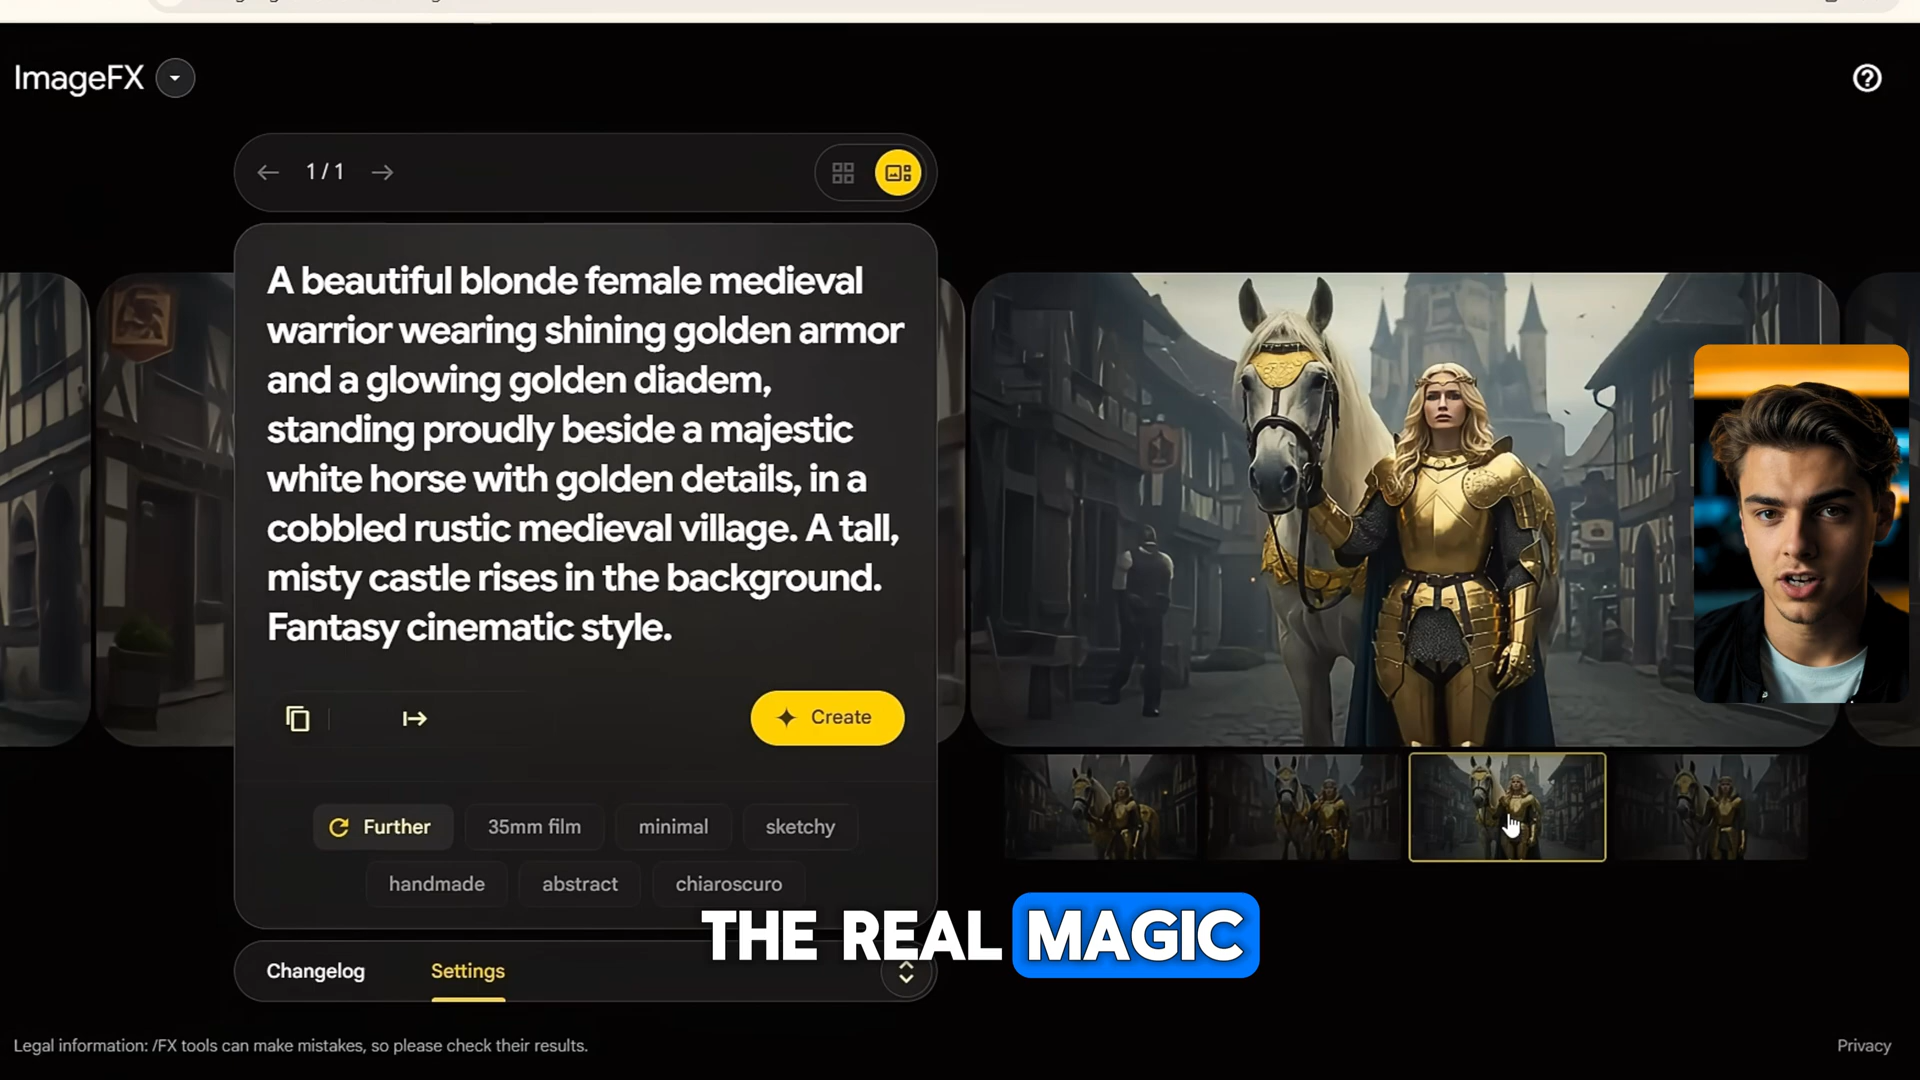 ImageFX
1 / 1
A beautiful blonde female medieval
warrior wearing shining golden armor
and a glowing golden diadem,
standing proudly beside a majestic
white horse with golden details, in a
cobbled rustic medieval village. A tall,
misty castle rises in the background.
Fantasy cinematic style.
Create
Further
35mm film
minimal
sketchy
handmade
abstract
chiaroscuro
THE REAL MAGIC
Changelog
Settings
Legal information: /FX tools can make mistakes, so please check their results.
Privacy